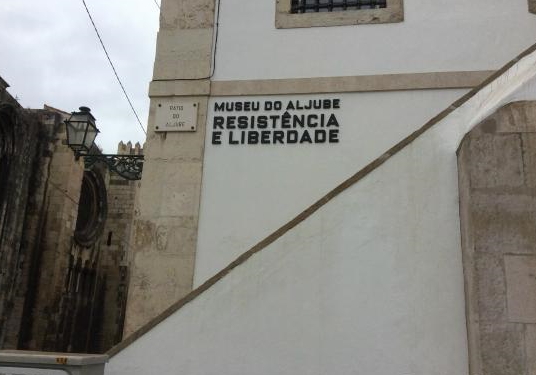 PATIO
DO
ALJUBE
MUSEU DO ALJUBE
RESISTÊNCIA
E LIBERDADE